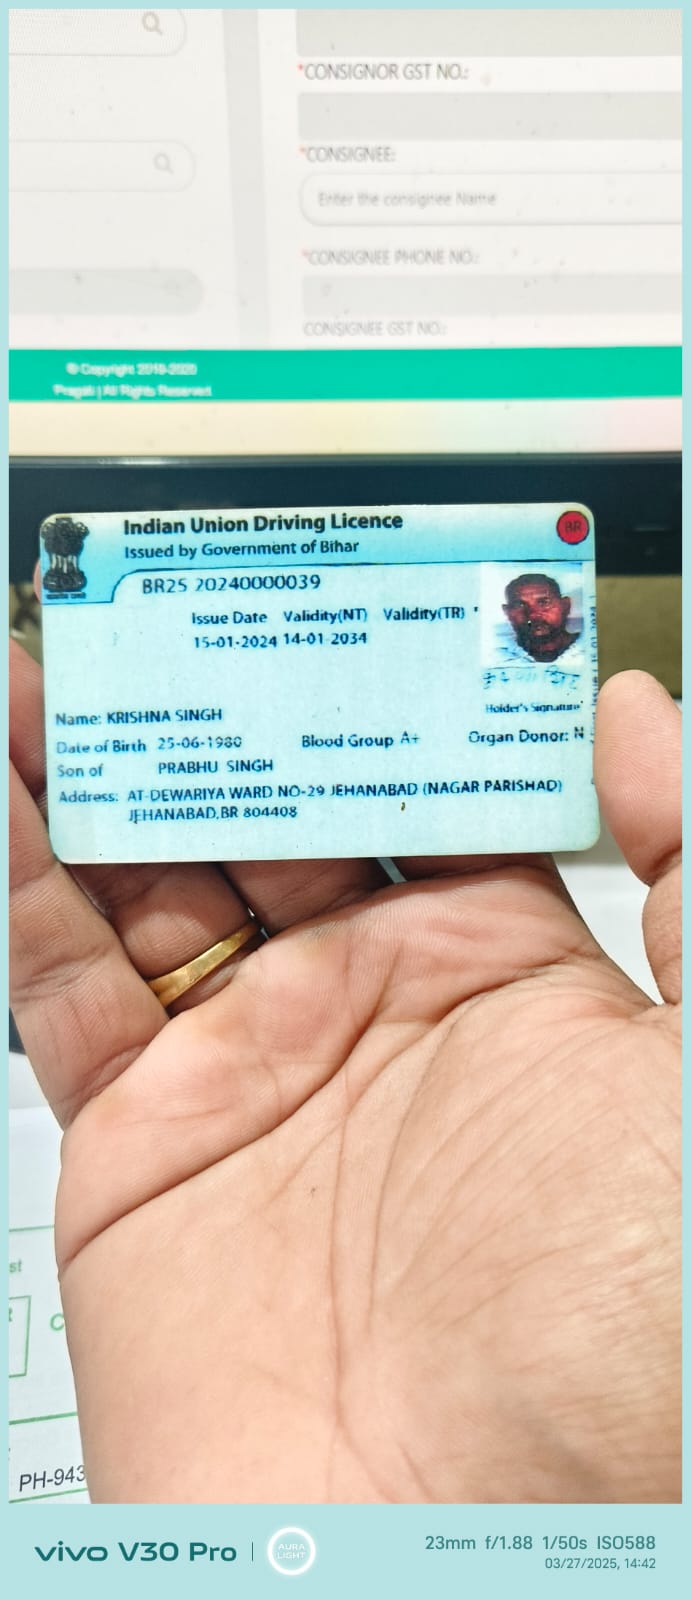 *CONSIGNOR GST NO.:
*CONSIGNEE:
Enter the consignee Name
*CONSIGNEE PHONE NO.:
CONSIGNEE GST NO.:
© Copyright 2019-2020
Pragati | All Rights Reserved
Indian Union Driving Licence
Issued by Government of Bihar
BR
BR25 20240000039
Issue Date Validity(NT) Validity(TR)
15-01-2024 14-01-2034
Holder's Signature
Name: KRISHNA SINGH
Date of Birth 25-06-1980 Blood Group A+ Organ Donor: N
Son of PRABHU SINGH
Address: AT-DEWARIYA WARD NO-29 JEHANABAD (NAGAR PARISHAD)
JEHANABAD,BR 804408
PH-943
vivo V30 Pro | AURA LIGHT
23mm f/1.88 1/50s ISO588
03/27/2025, 14:42